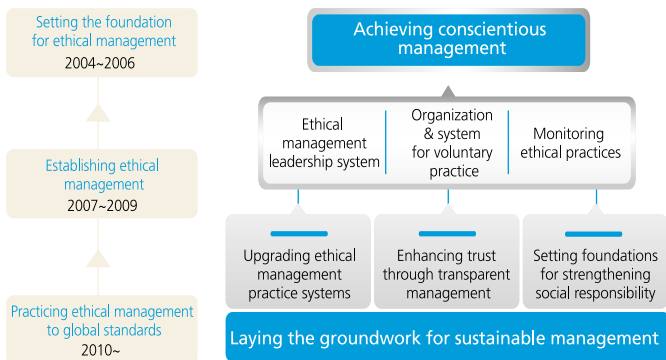 Setting the foundation
for ethical management
2004~2006
Establishing ethical
management
2007~2009
Practicing ethical management
to global standards
2010~
Achieving conscientious
management
Ethical
management
leadership system
Organization
& system
for voluntary
practice
Monitoring
ethical practices
Upgrading ethical
management
practice systems
Enhancing trust
through transparent
management
Setting foundations
for strengthening
social responsibility
Laying the groundwork for sustainable management